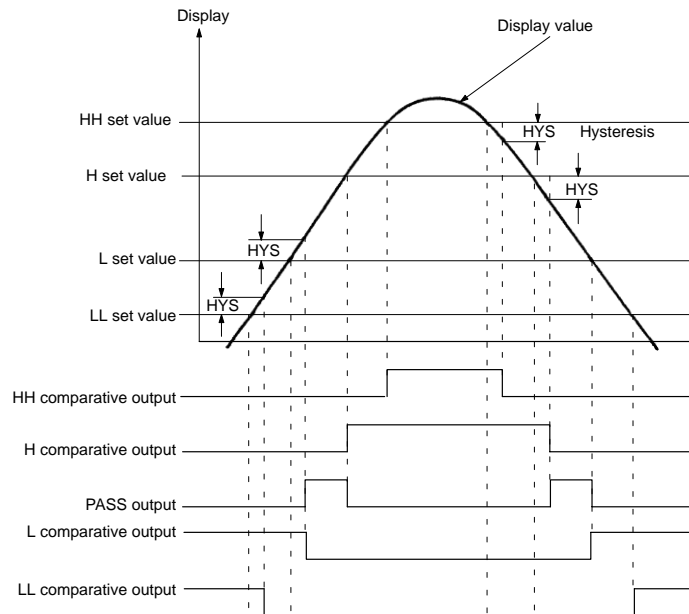 Display
Display value
HH set value
HYS
Hysteresis
H set value
HYS
HYS
L set value
HYS
LL set value
HH comparative output
H comparative output
PASS output
L comparative output
LL comparative output